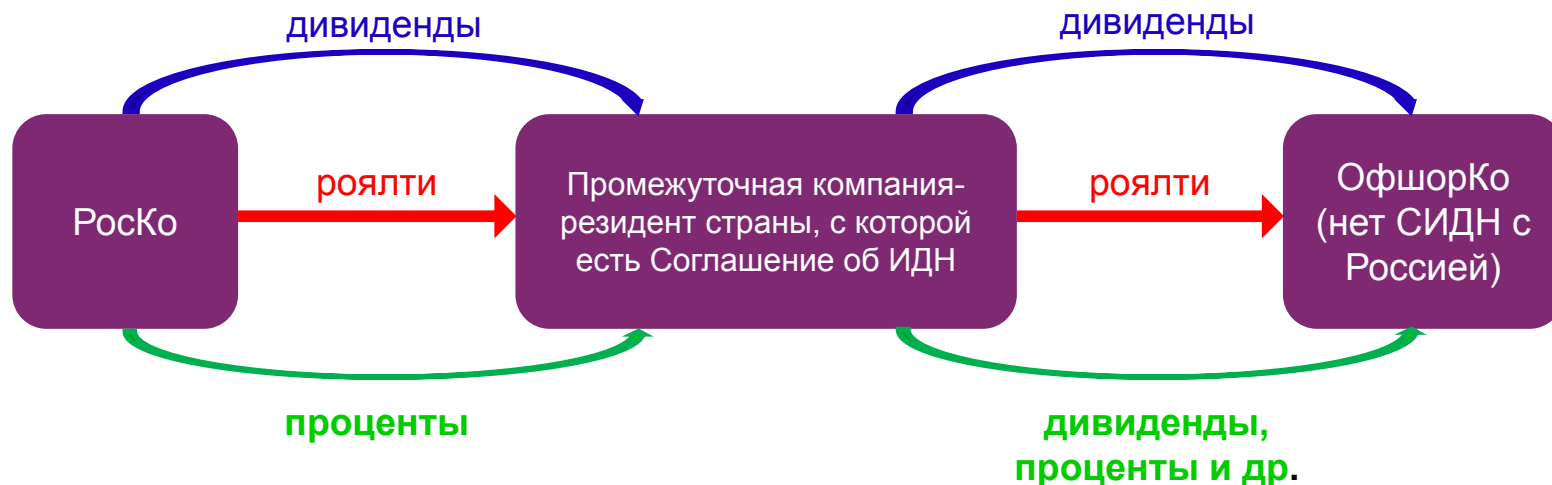 дивиденды
дивиденды
РосКо
роялти
Промежуточная компания-
резидент страны, с которой
есть Соглашение об ИДН
роялти
ОфшорКо
(нет СИДН с
Россией)
проценты
дивиденды,
проценты и др.